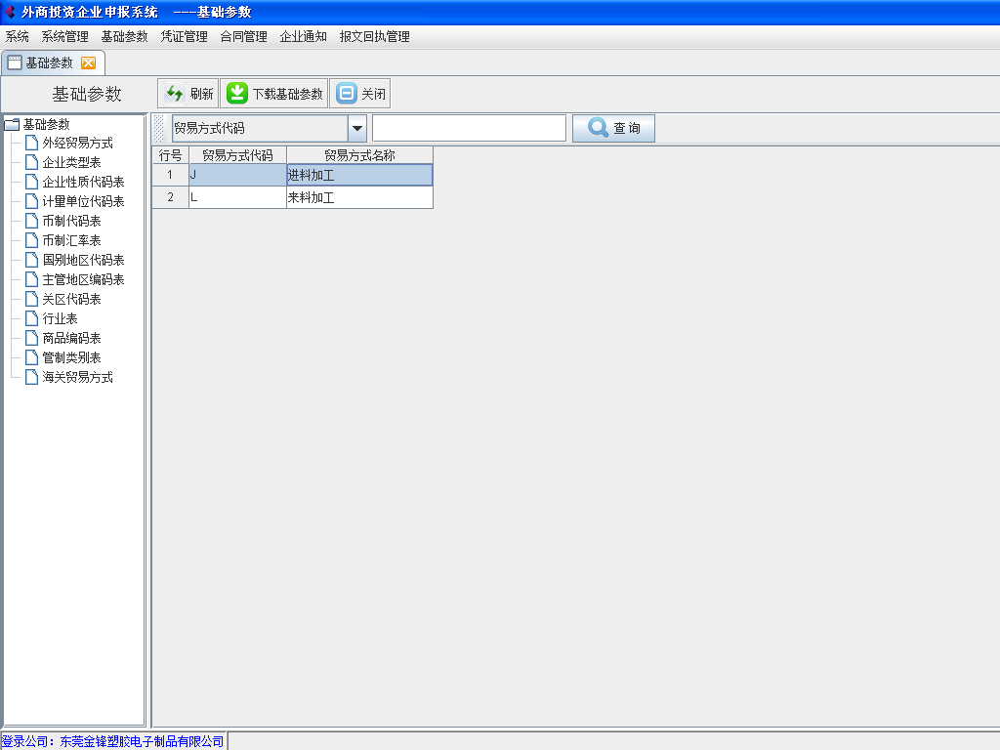 外商投资企业申报系统 ---基础参数
系统 系统管理 基础参数 凭证管理 合同管理 企业通知 报文回执管理
基础参数
基础参数 刷新 下载基础参数 关闭
基础参数
外经贸易方式
企业类型表
企业性质代码表
计量单位代码表
币制代码表
币制汇率表
国别地区代码表
主管地区编码表
关区代码表
行业表
商品编码表
管制类别表
海关贸易方式
贸易方式代码 查询
行号 贸易方式代码 贸易方式名称
1 J 进料加工
2 L 来料加工
登录公司：东莞金锋塑胶电子制品有限公司